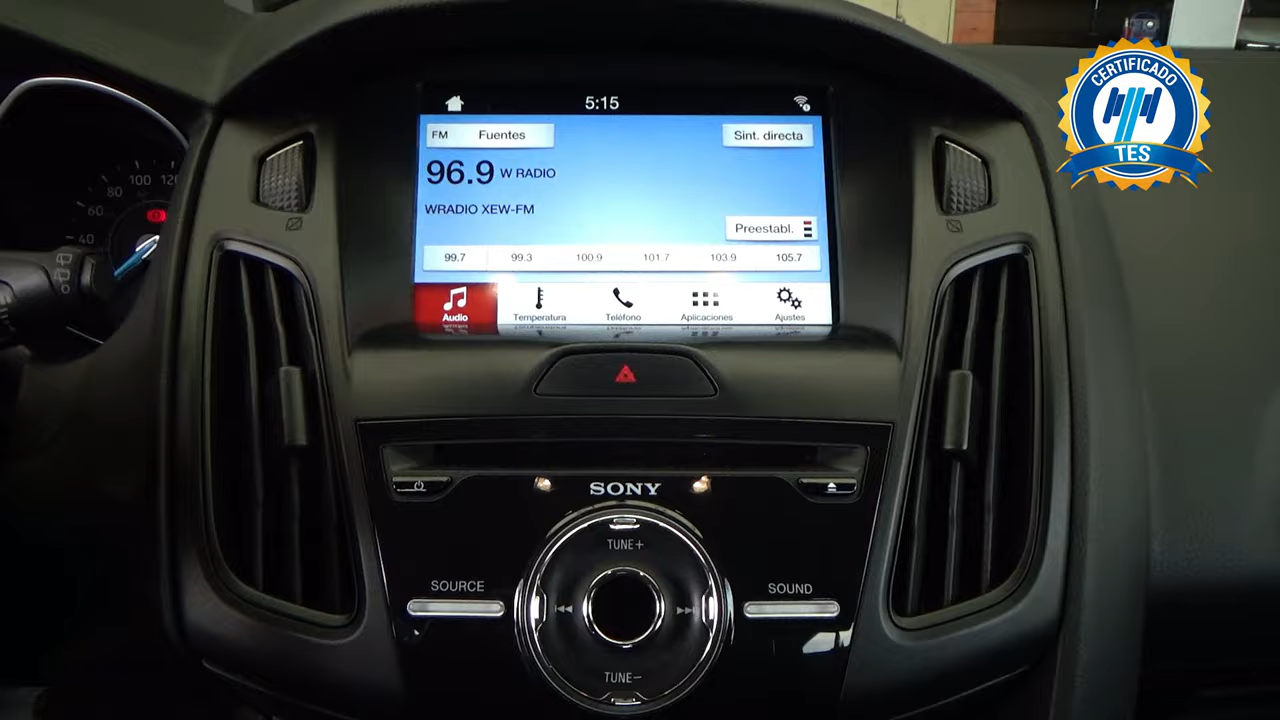 5:15
FM Fuentes
Sint. directa
96.9 W RADIO
WRADIO XEW-FM
Preestabl.
99.7 99.3 100.9 101.7 103.9 105.7
Audio Temperatura Teléfono Aplicaciones Ajustes
SONY
TUNE+
SOURCE
SOUND
TUNE-
40
60
80
100
120
CERTIFICADO
TES